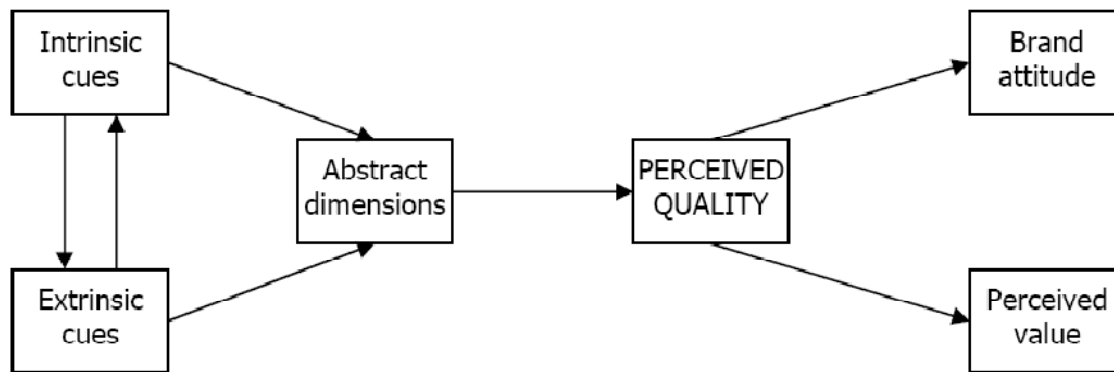 Intrinsic
cues
Extrinsic
cues
Abstract
dimensions
PERCEIVED
QUALITY
Brand
attitude
Perceived
value